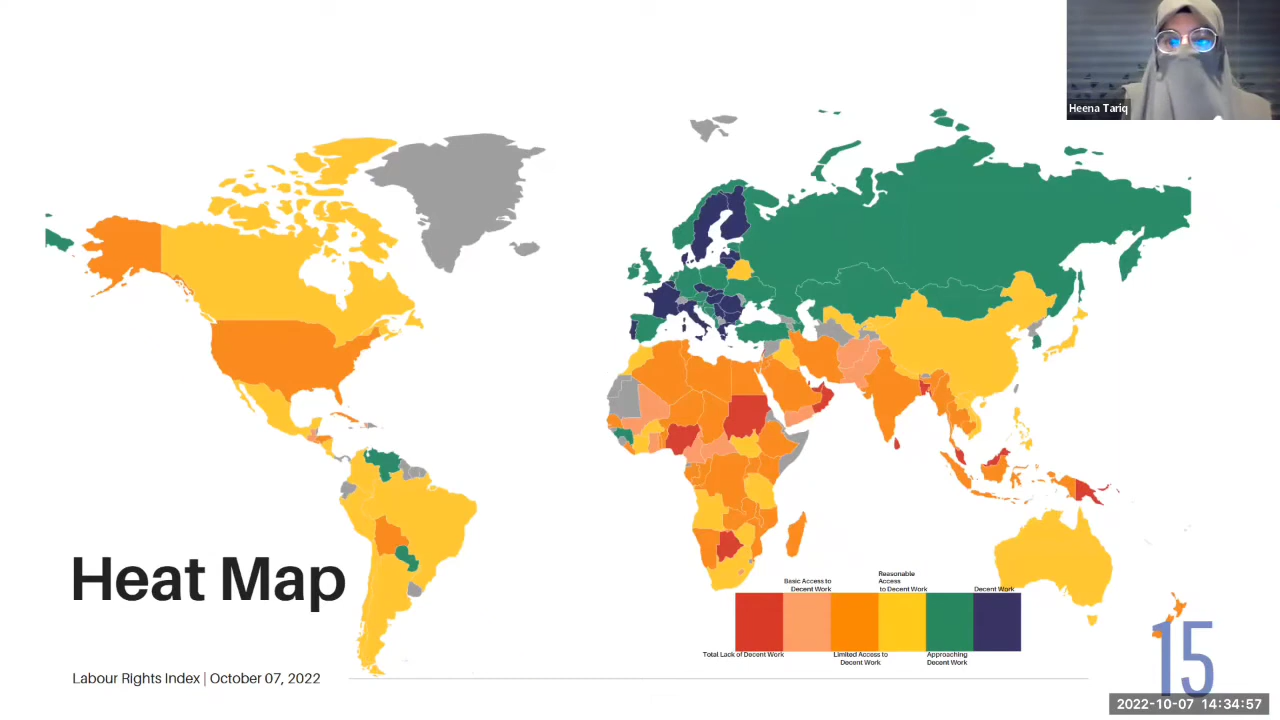 Heena Tariq
Heat Map
Reasonable
Access
to Decent Work
Basic Access to
Decent Work
Decent Work
Total Lack of Decent Work
Limited Access to
Decent Work
Approaching
Decent Work
Labour Rights Index | October 07, 2022
15
2022-10-07 14:34:57